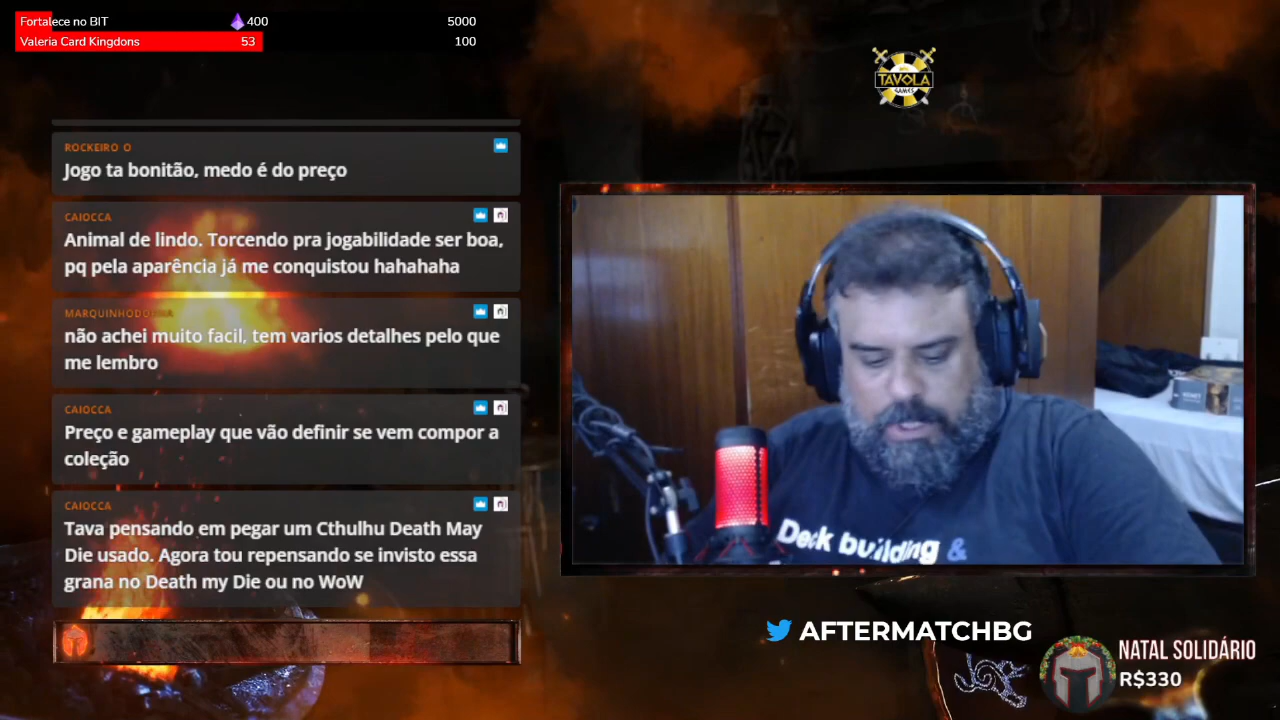 Fortalece no BIT 400 5000
Valeria Card Kingdons 53 100
TAVOLA
GAMES
ROCKEIRO O
Jogo ta bonitão, medo é do preço
CAIOCCA
Animal de lindo. Torcendo pra jogabilidade ser boa,
pq pela aparência já me conquistou hahahaha
não achei muito facil, tem varios detalhes pelo que
me lembro
CAIOCCA
Preço e gameplay que vão definir se vem compor a
coleção
CAIOCCA
Tava pensando em pegar um Cthulhu Death May
Die usado. Agora tou repensando se invisto essa
grana no Death my Die ou no WoW
Deck building &
AFTERMATCHBG
NATAL SOLIDÁRIO
R$330